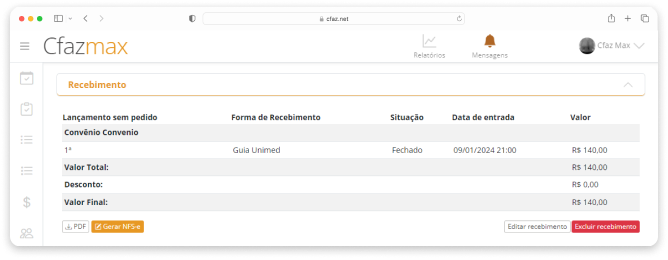 cfaz.net
Cfazmax
Relatórios
Mensagens
Cfaz Max
Recebimento
Lançamento sem pedido Forma de Recebimento Situação Data de entrada Valor
Convênio Convenio
1ª Guia Unimed Fechado 09/01/2024 21:00 R$ 140,00
Valor Total: R$ 140,00
Desconto: R$ 0,00
Valor Final: R$ 140,00
PDF Gerar NFS-e Editar recebimento Excluir recebimento